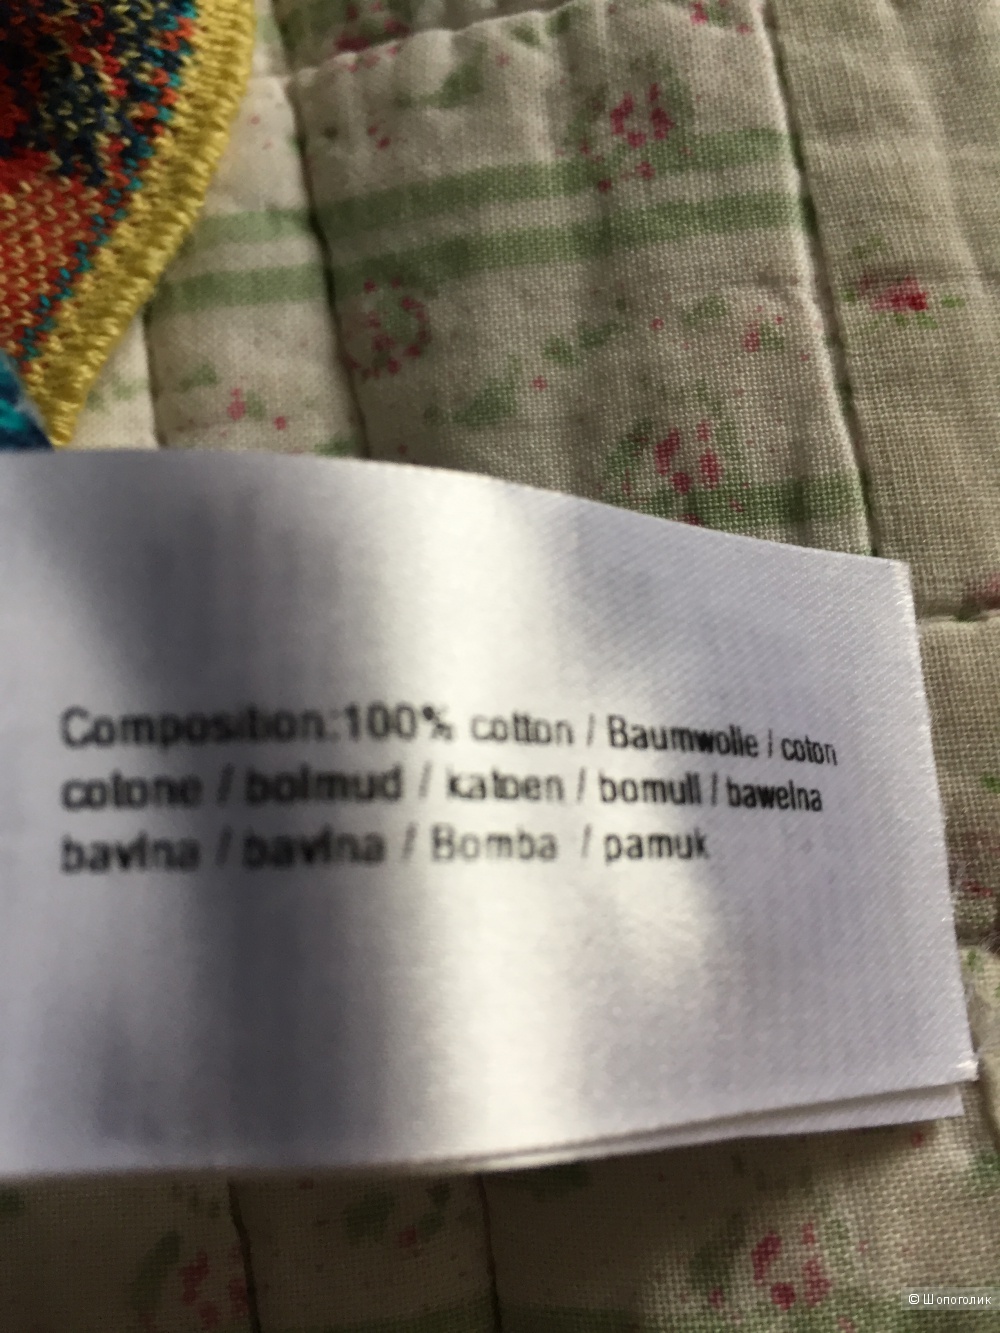 Composition:100% cotton / Baumwolle / coton
cotone / bolmud / katoen / bomull / bawelna
bavlna / bavlna / Bomba / pamuk
© Шопоголик